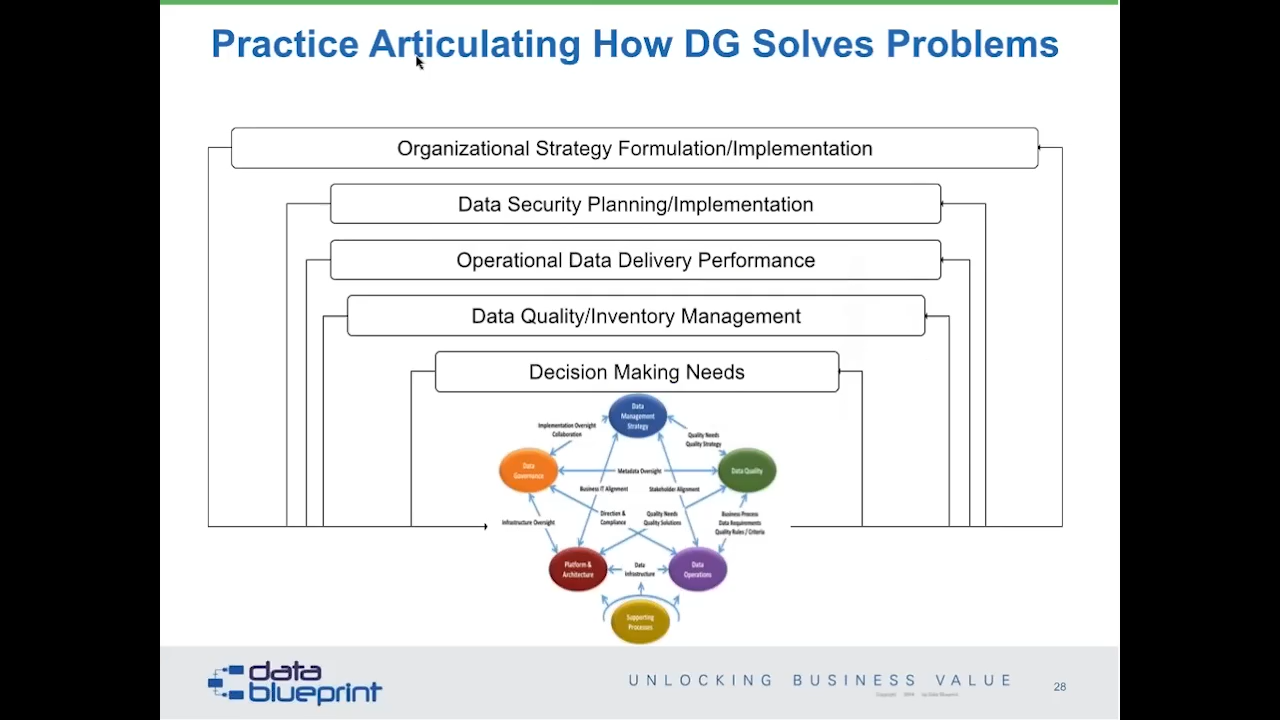 Practice Articulating How DG Solves Problems
Organizational Strategy Formulation/Implementation
Data Security Planning/Implementation
Operational Data Delivery Performance
Data Quality/Inventory Management
Decision Making Needs
Data
Management
Strategy
Implementation Oversight
Collaboration
Quality Needs
Quality Strategy
Data
Governance
Metadata Oversight
Data Quality
Business IT Alignment
Stakeholder Alignment
Infrastructure Oversight
Direction &
Compliance
Quality Needs
Quality Solutions
Business Process
Data Requirements
Quality Rules / Criteria
Platform &
Architecture
Data
Infrastructure
Data
Operations
Supporting
Processes
data
blueprint
UNLOCKING BUSINESS VALUE
28